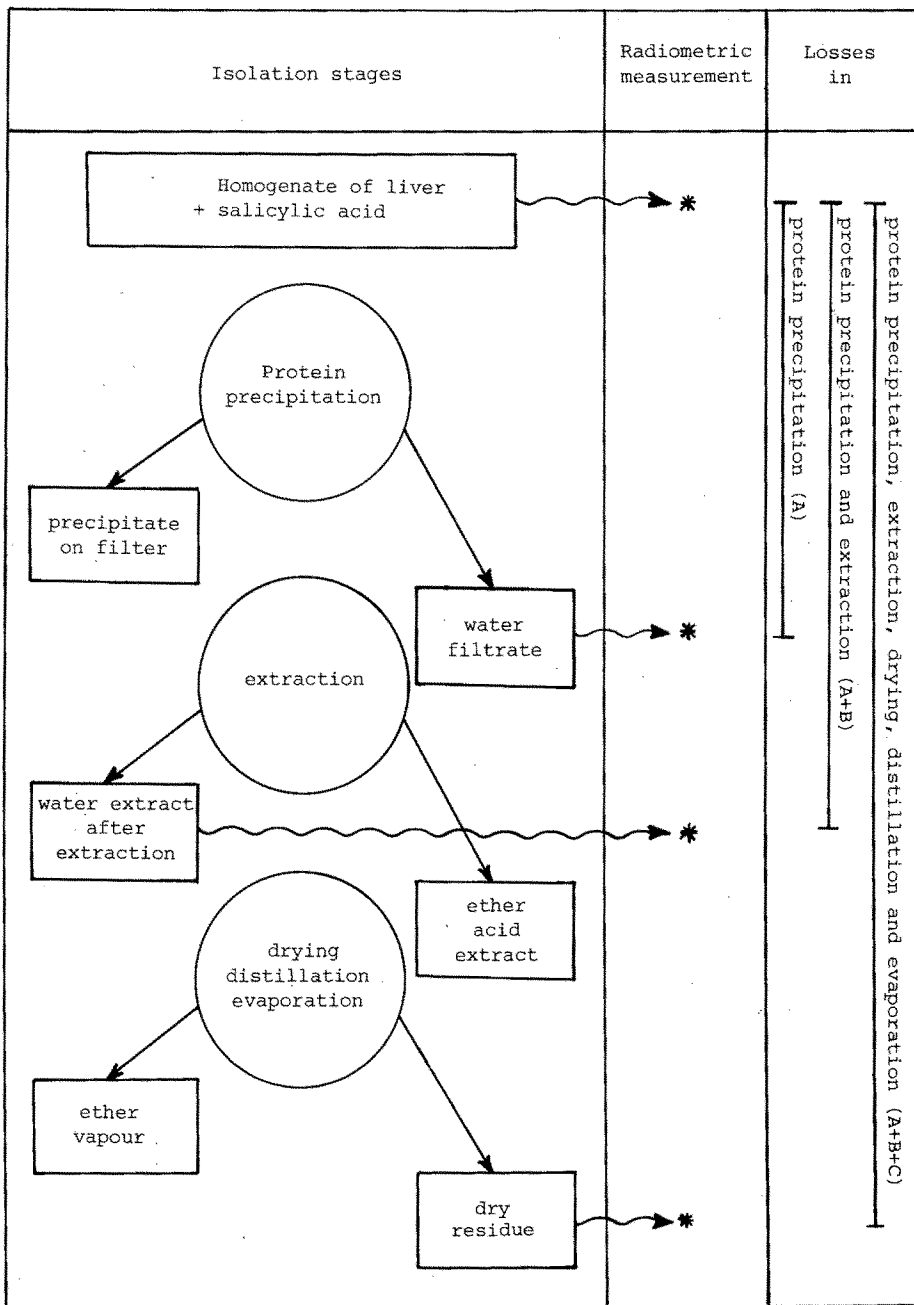 Isolation stages
Radiometric
measurement
Losses
in
Homogenate of liver
+ salicylic acid
*
Protein
precipitation
precipitate
on filter
water
filtrate
*
extraction
water extract
after
extraction
*
ether
acid
extract
drying
distillation
evaporation
ether
vapour
dry
residue
*
protein precipitation (A)
protein precipitation and extraction (A+B)
protein precipitation, extraction, drying, distillation and evaporation (A+B+C)